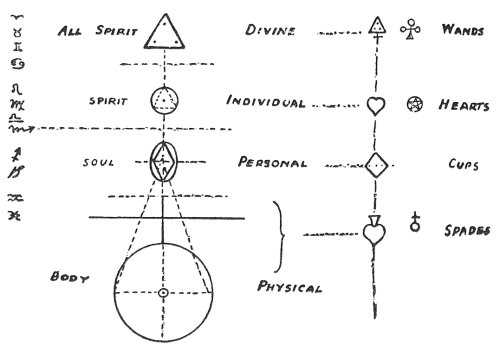 ALL SPIRIT DIVINE WANDS
SPIRIT INDIVIDUAL HEARTS
SOUL PERSONAL CUPS
SPADES
BODY PHYSICAL